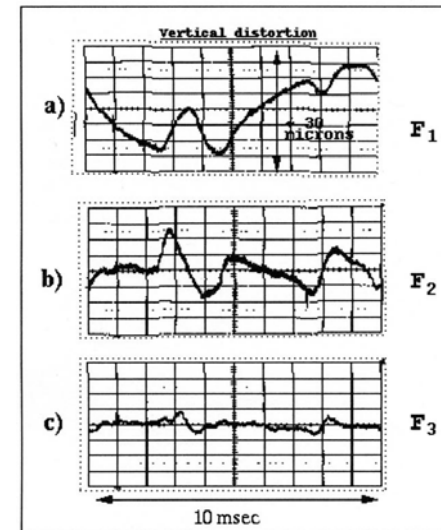 Vertical distortion
a)
± 30
microns
F1
b)
F2
c)
F3
10 msec